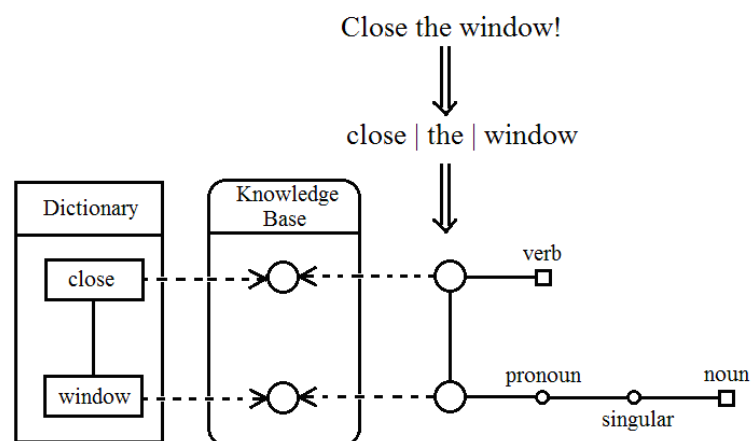 Close the window!
close | the | window
Dictionary
Knowledge
Base
close
verb
window
pronoun
singular
noun